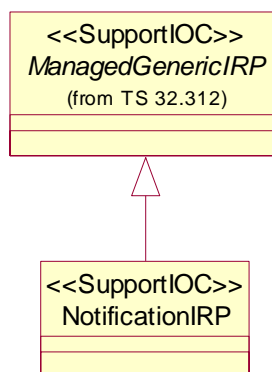 <<SupportIOC>>
ManagedGenericIRP
(from TS 32.312)
<<SupportIOC>>
NotificationIRP